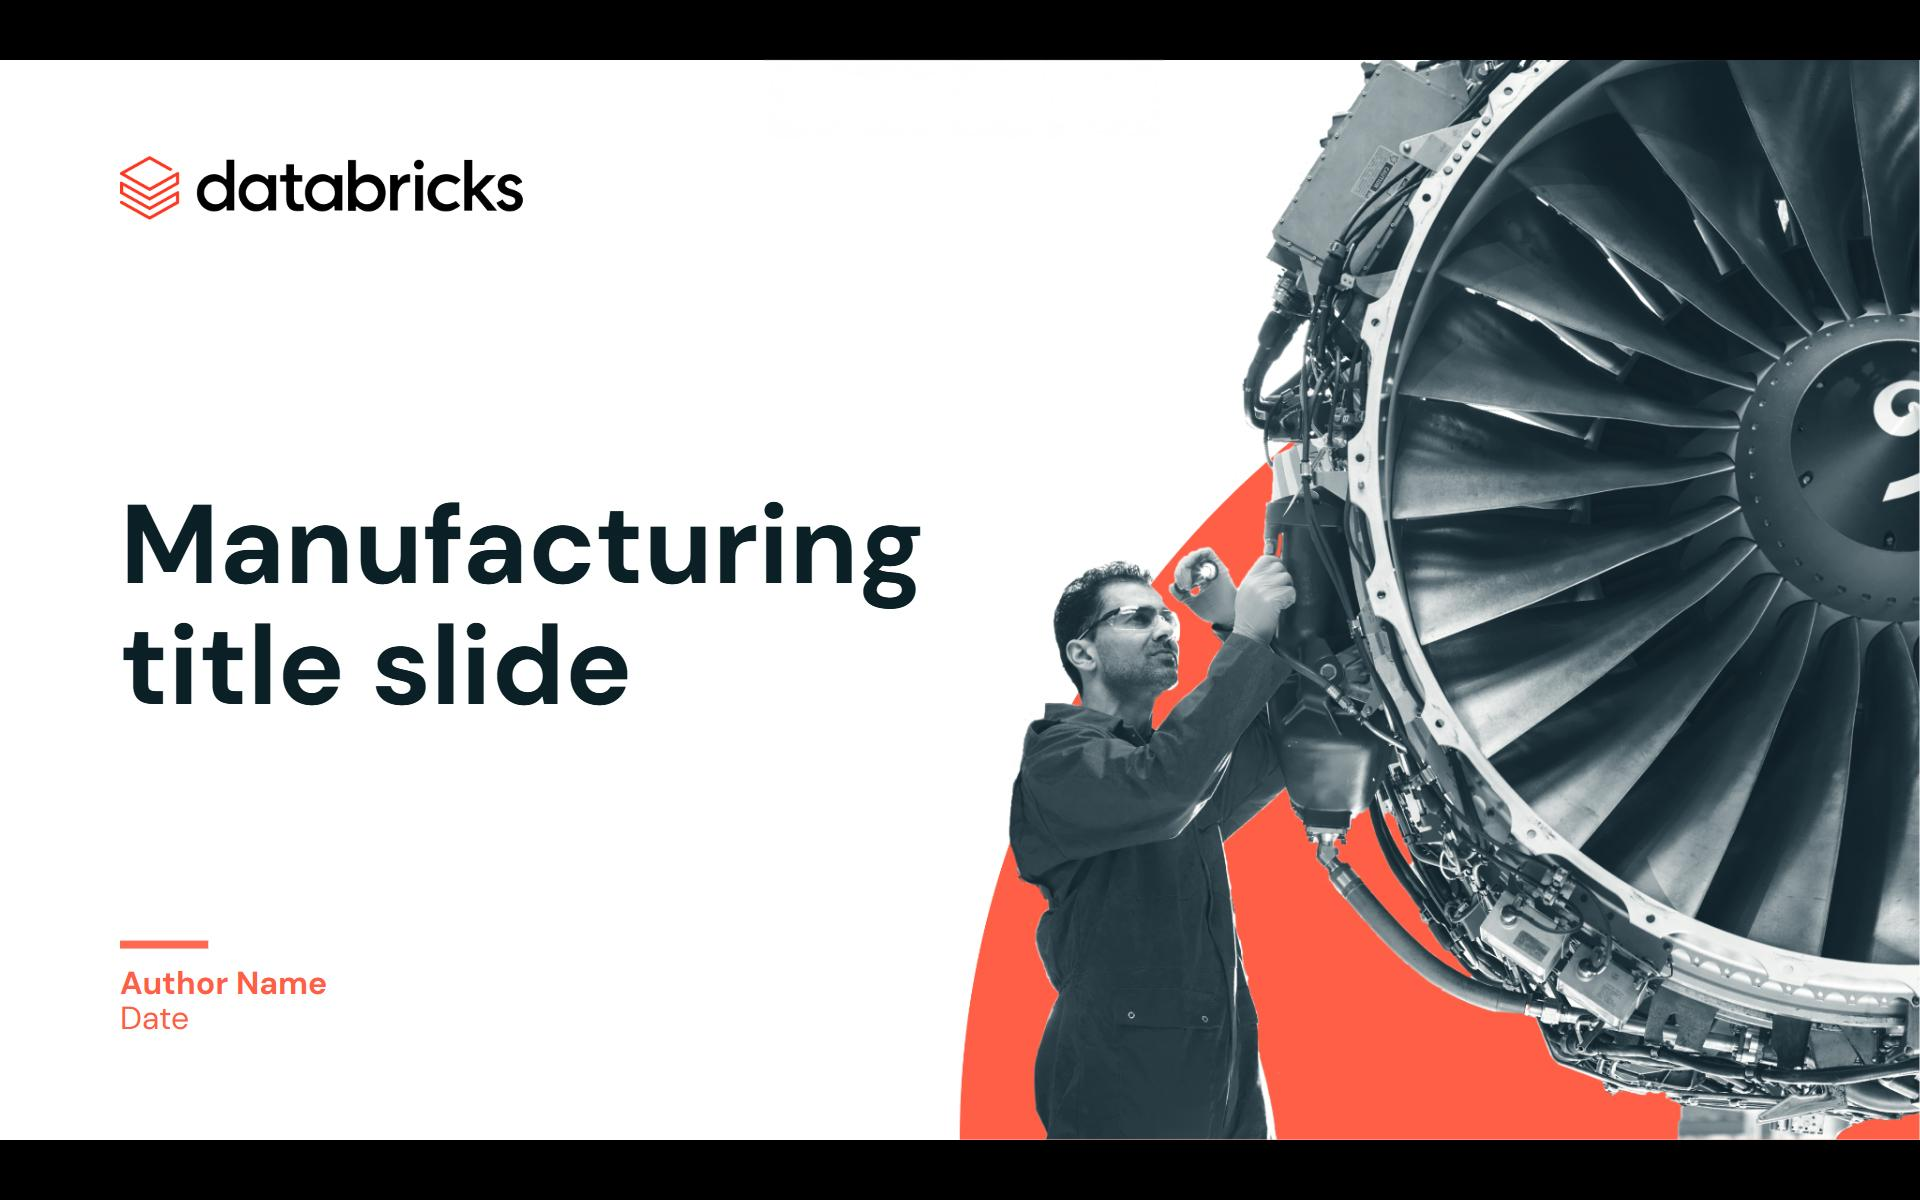 databricks
Manufacturing
title slide
Author Name
Date